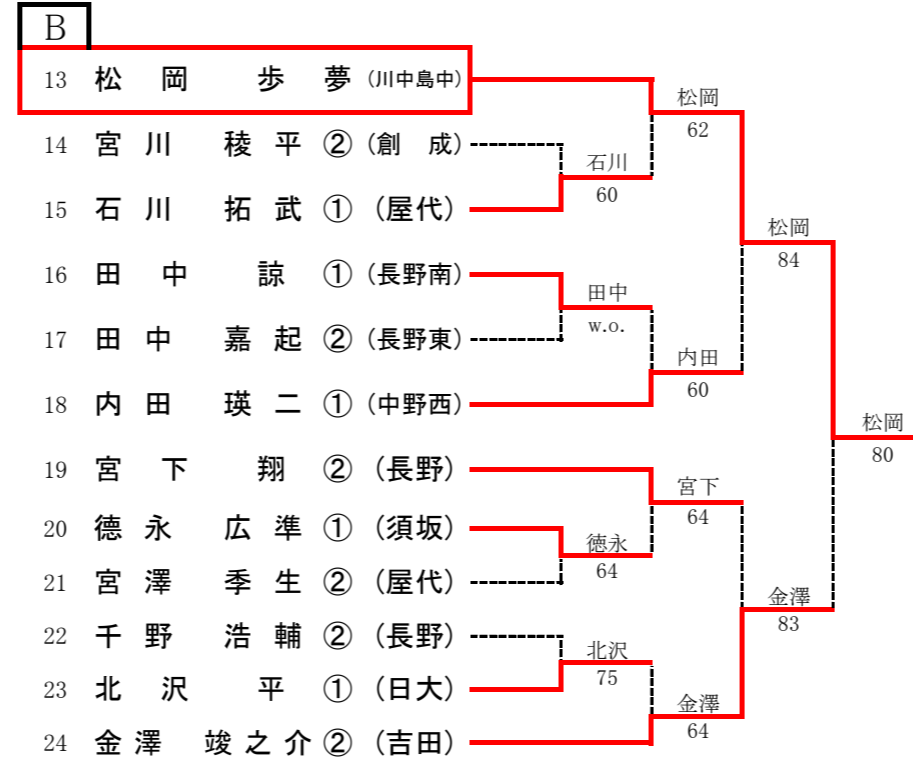 B
13 松岡 歩夢 (川中島中)
14 宮川 稜平 ② (創 成)
15 石川 拓武 ① (屋代)
16 田中 諒 ① (長野南)
17 田中 嘉起 ② (長野東)
18 内田 瑛二 ① (中野西)
19 宮下 翔 ② (長野)
20 徳永 広準 ① (須坂)
21 宮澤 季生 ② (屋代)
22 千野 浩輔 ② (長野)
23 北沢 平 ① (日大)
24 金澤 竣之介 ② (吉田)
石川
60
田中
w.o.
徳永
64
北沢
75
松岡
62
内田
60
宮下
64
金澤
64
松岡
84
金澤
83
松岡
80